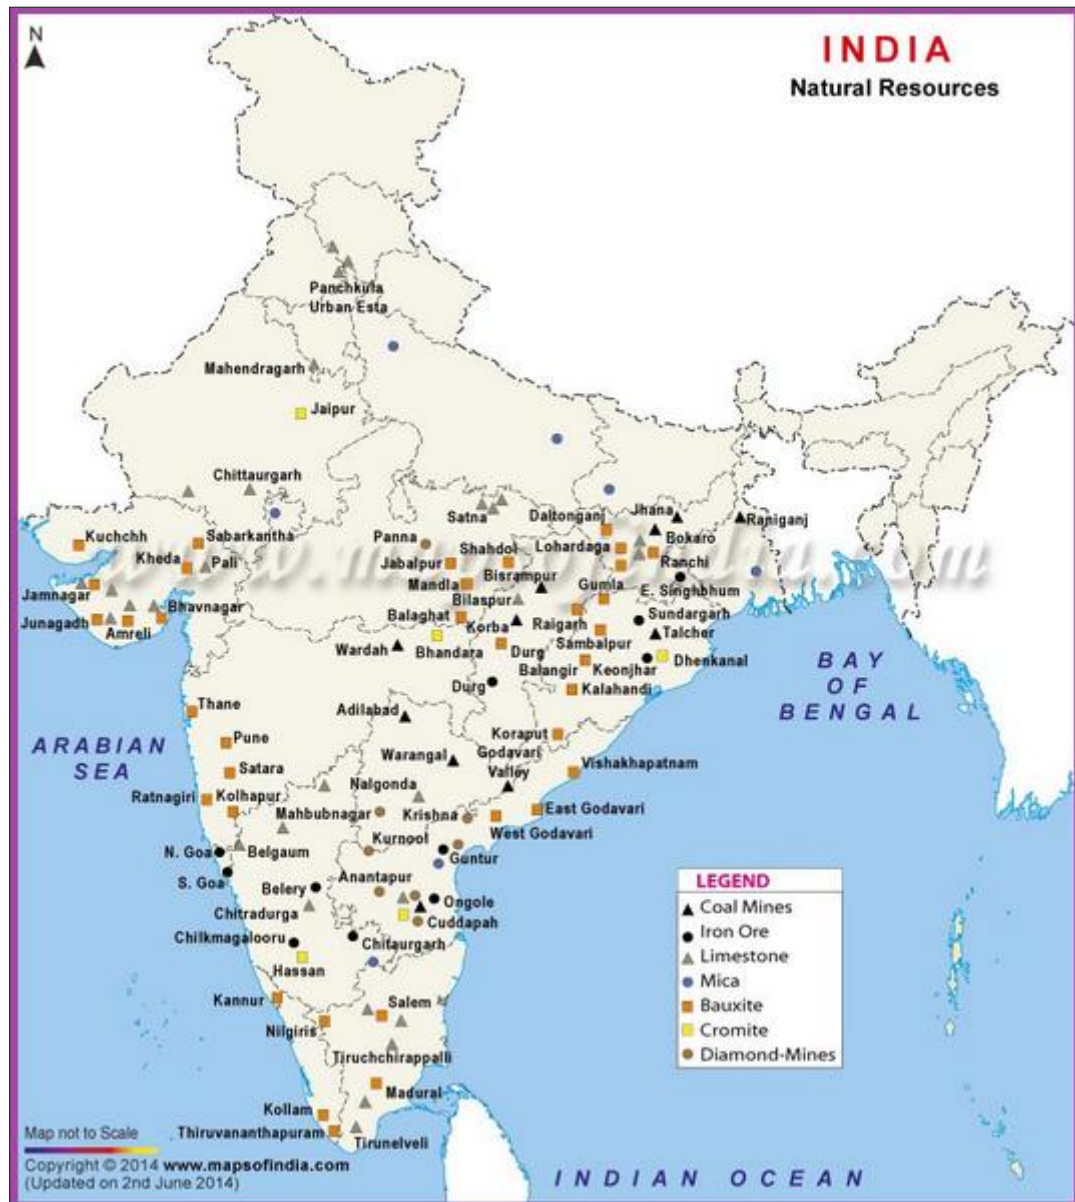 N
INDIA
Natural Resources
Panchkula
Urban Esta
Mahendragarh
Jaipur
Chittaurgarh
Satna
Daltonganj
Jhana
Raniganj
Kuchchh
Sabarkantha
Panna
Shahdol
Lohardaga
Bokaro
Kheda
Pali
Jabalpur
Bisrampur
Ranchi
www.mapsofindia.com
Jamnagar
Mandla
Gumla
E. Singhbhum
Bhavnagar
Bilaspur
Sundargarh
Junagadh
Amreli
Balaghat
Korba
Raigarh
Talcher
Wardah
Bhandara
Durg
Sambalpur
Balangir
Keonjhar
Dhenkanal
Durg
Kalahandi
BAY
OF
BENGAL
Thane
Adilabad
Koraput
ARABIAN
SEA
Pune
Warangal
Godavari
Valley
Vishakhapatnam
Satara
Nalgonda
Ratnagiri
Kolhapur
Mahbubnagar
Krishna
East Godavari
West Godavari
Kurnool
N. Goa
Belgaum
Guntur
S. Goa
Belery
Anantapur
Ongole
Chitradurga
Cuddapah
Chilkmagalooru
Chitaurgarh
Hassan
Kannur
Salem
Nilgiris
Tiruchchirappalli
Madural
Kollam
Thiruvananthapuram
Tirunelveli
LEGEND
Coal Mines
Iron Ore
Limestone
Mica
Bauxite
Cromite
Diamond-Mines
Map not to Scale
Copyright © 2014 www.mapsofindia.com
(Updated on 2nd June 2014)
INDIAN OCEAN